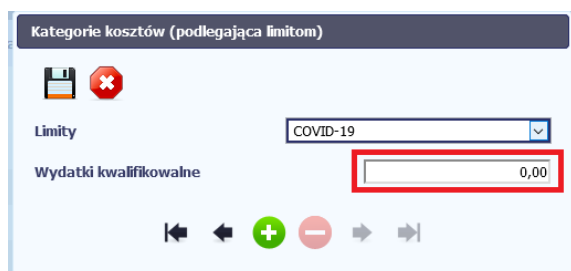 Kategorie kosztów (podlegająca limitom)
Limity COVID-19
Wydatki kwalifikowalne 0,00